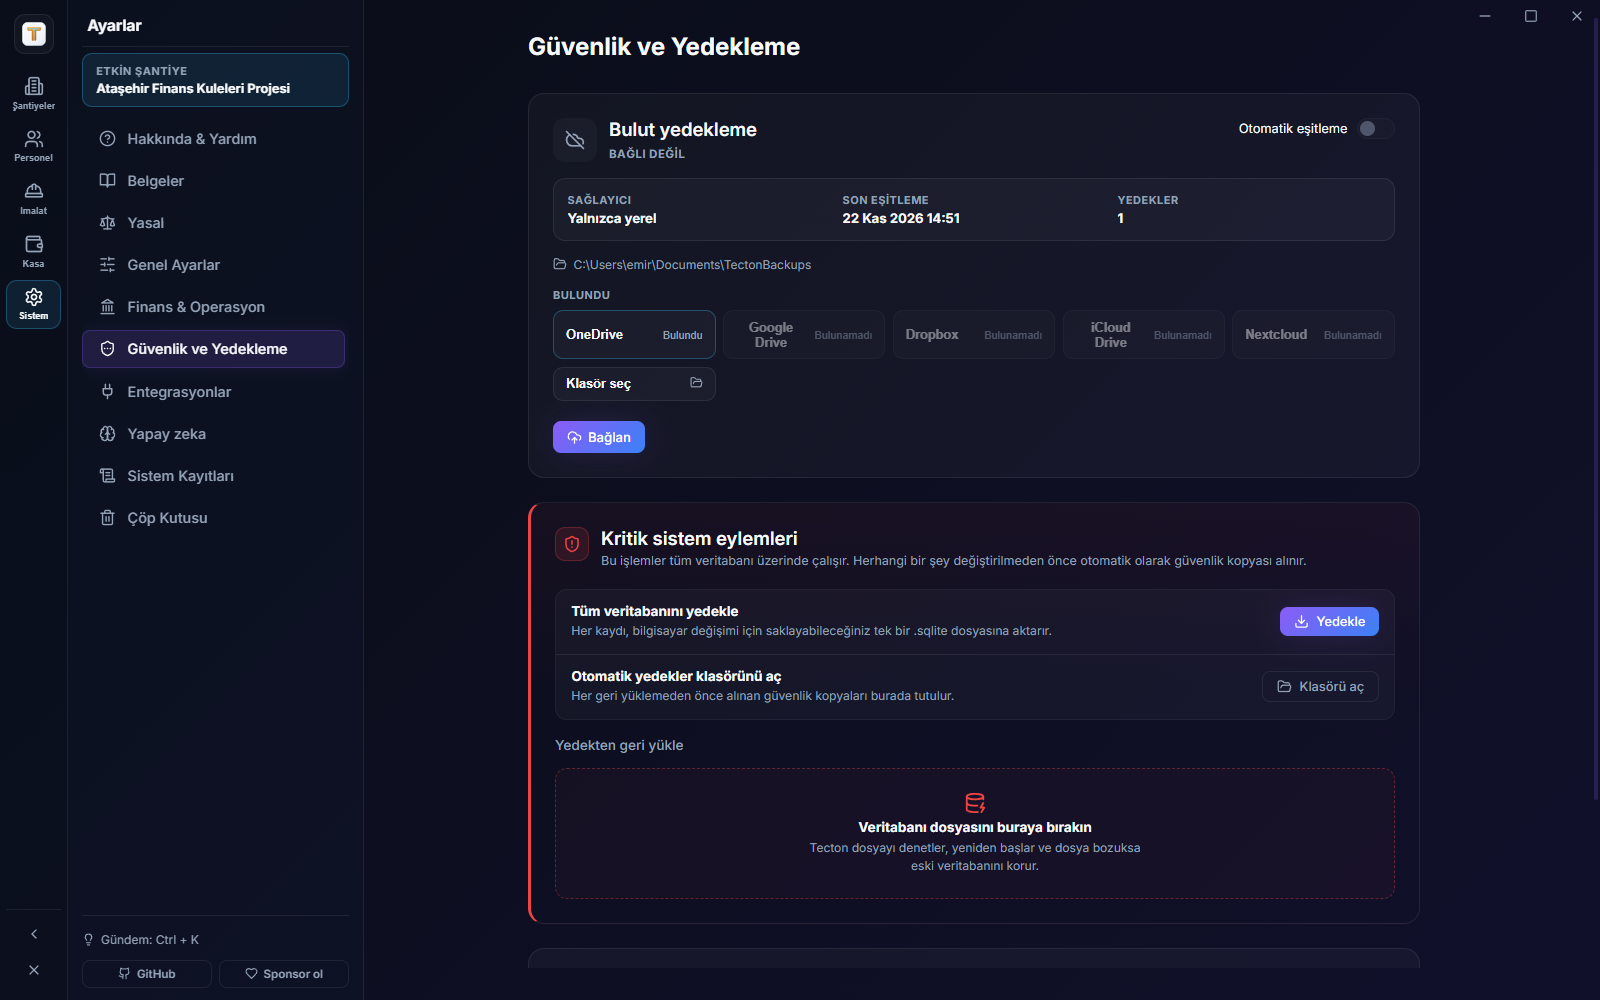 T
Şantiyeler
Personel
İmalat
Kasa
Sistem
Ayarlar
ETKİN ŞANTİYE
Ataşehir Finans Kuleleri Projesi
Hakkında & Yardım
Belgeler
Yasal
Genel Ayarlar
Finans & Operasyon
Güvenlik ve Yedekleme
Entegrasyonlar
Yapay zeka
Sistem Kayıtları
Çöp Kutusu
Gündem: Ctrl + K
GitHub
Sponsor ol
Güvenlik ve Yedekleme
Bulut yedekleme
BAĞLI DEĞİL
Otomatik eşitleme
SAĞLAYICI
Yalnızca yerel
SON EŞİTLEME
22 Kas 2026 14:51
YEDEKLER
1
C:\Users\emir\Documents\TectonBackups
BULUNDU
OneDrive Bulundu
Google Drive Bulunamadı
Dropbox Bulunamadı
iCloud Drive Bulunamadı
Nextcloud Bulunamadı
Klasör seç
Bağlan
Kritik sistem eylemleri
Bu işlemler tüm veritabanı üzerinde çalışır. Herhangi bir şey değiştirilmeden önce otomatik olarak güvenlik kopyası alınır.
Tüm veritabanını yedekle
Her kaydı, bilgisayar değişimi için saklayabileceğiniz tek bir .sqlite dosyasına aktarır.
Yedekle
Otomatik yedekler klasörünü aç
Her geri yüklemeden önce alınan güvenlik kopyaları burada tutulur.
Klasörü aç
Yedekten geri yükle
Veritabanı dosyasını buraya bırakın
Tecton dosyayı denetler, yeniden başlar ve dosya bozuksa
eski veritabanını korur.